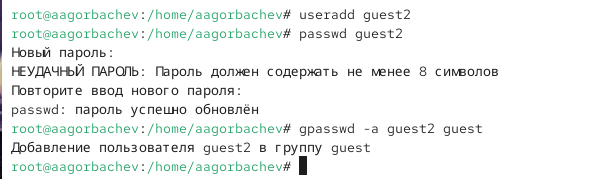 root@aagorbachev:/home/aagorbachev# useradd guest2
root@aagorbachev:/home/aagorbachev# passwd guest2
Новый пароль:
НЕУДАЧНЫЙ ПАРОЛЬ: Пароль должен содержать не менее 8 символов
Повторите ввод нового пароля:
passwd: пароль успешно обновлён
root@aagorbachev:/home/aagorbachev# gpasswd -a guest2 guest
Добавление пользователя guest2 в группу guest
root@aagorbachev:/home/aagorbachev#